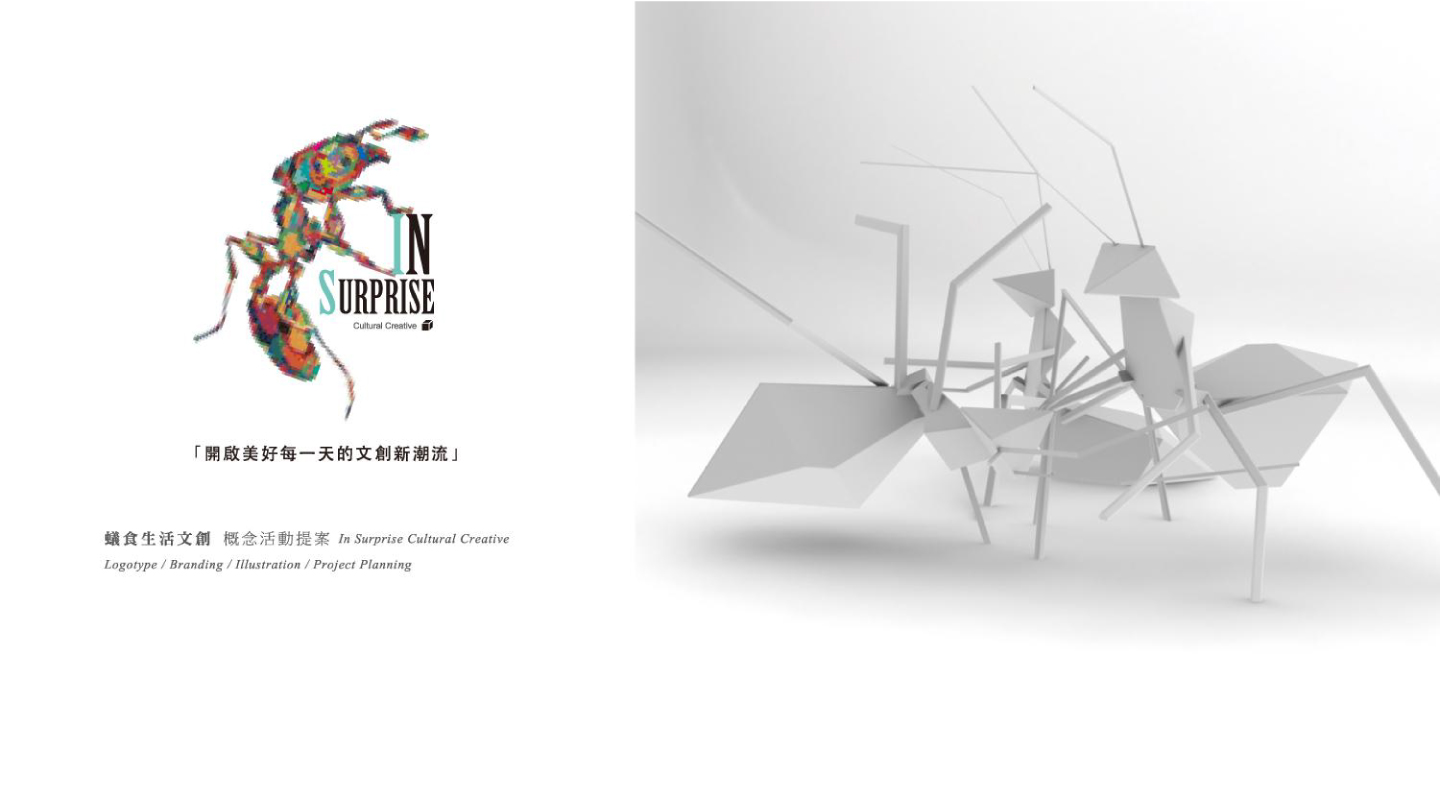 IN
SURPRISE
Cultural Creative
「開啟美好每一天的文創新潮流」
蟻食生活文創 概念活動提案 In Surprise Cultural Creative
Logotype / Branding / Illustration / Project Planning